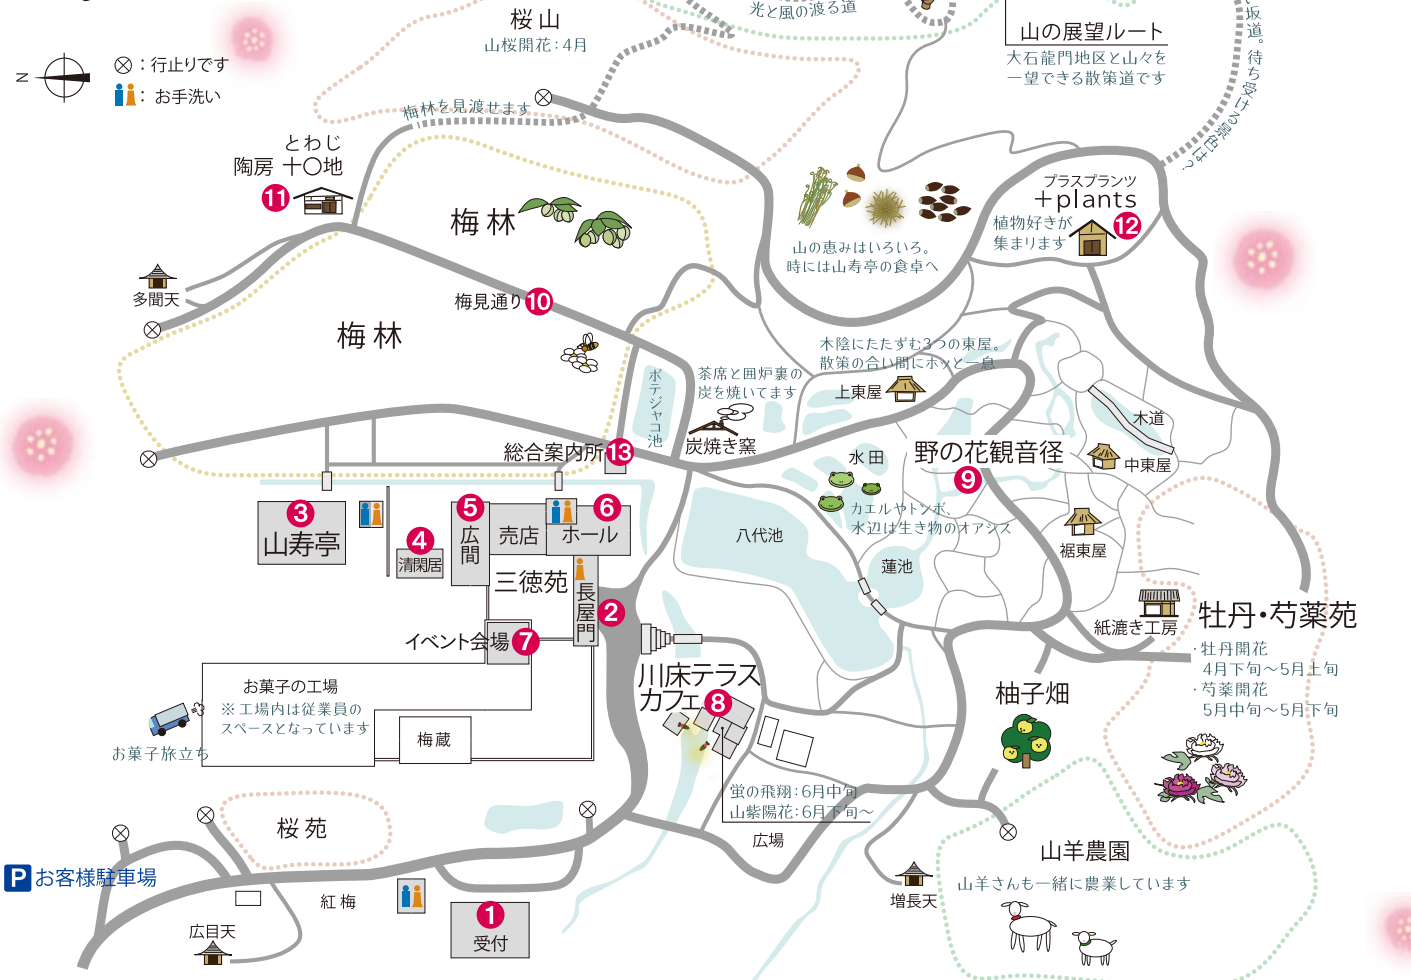 光と風の渡る道
桜山
山桜開花：4月
山の展望ルート
大石龍門地区と山々を
一望できる散策道です
坂道。待ち受ける景色は？
N
：行止りです
：お手洗い
梅林を見渡せます
とわじ
陶房 十〇地
11
梅林
プラスプランツ
＋plants
12
植物好きが
集まります
山の恵みはいろいろ。
時には山寿亭の食卓へ
多聞天
梅見通り 10
梅林
木陰にたたずむ3つの東屋。
散策の合い間にホッと一息
上東屋
ボテジャコ池
茶席と囲炉裏の
炭を焼いてます
炭焼き窯
木道
中東屋
総合案内所 13
水田
野の花観音径
9
カエルやトンボ、
水辺は生き物のオアシス
裾東屋
3
山寿亭
4
清閑居
5
広間
売店
6
ホール
八代池
蓮池
三徳苑
長屋門
2
イベント会場 7
紙漉き工房
牡丹・芍薬苑
・牡丹開花
4月下旬～5月上旬
・芍薬開花
5月中旬～5月下旬
川床テラス
カフェ 8
柚子畑
お菓子の工場
※工場内は従業員の
スペースとなっています
梅蔵
お菓子旅立ち
蛍の飛翔：6月中旬
山紫陽花：6月下旬～
広場
桜苑
P お客様駐車場
紅梅
広目天
1
受付
増長天
山羊農園
山羊さんも一緒に農業しています